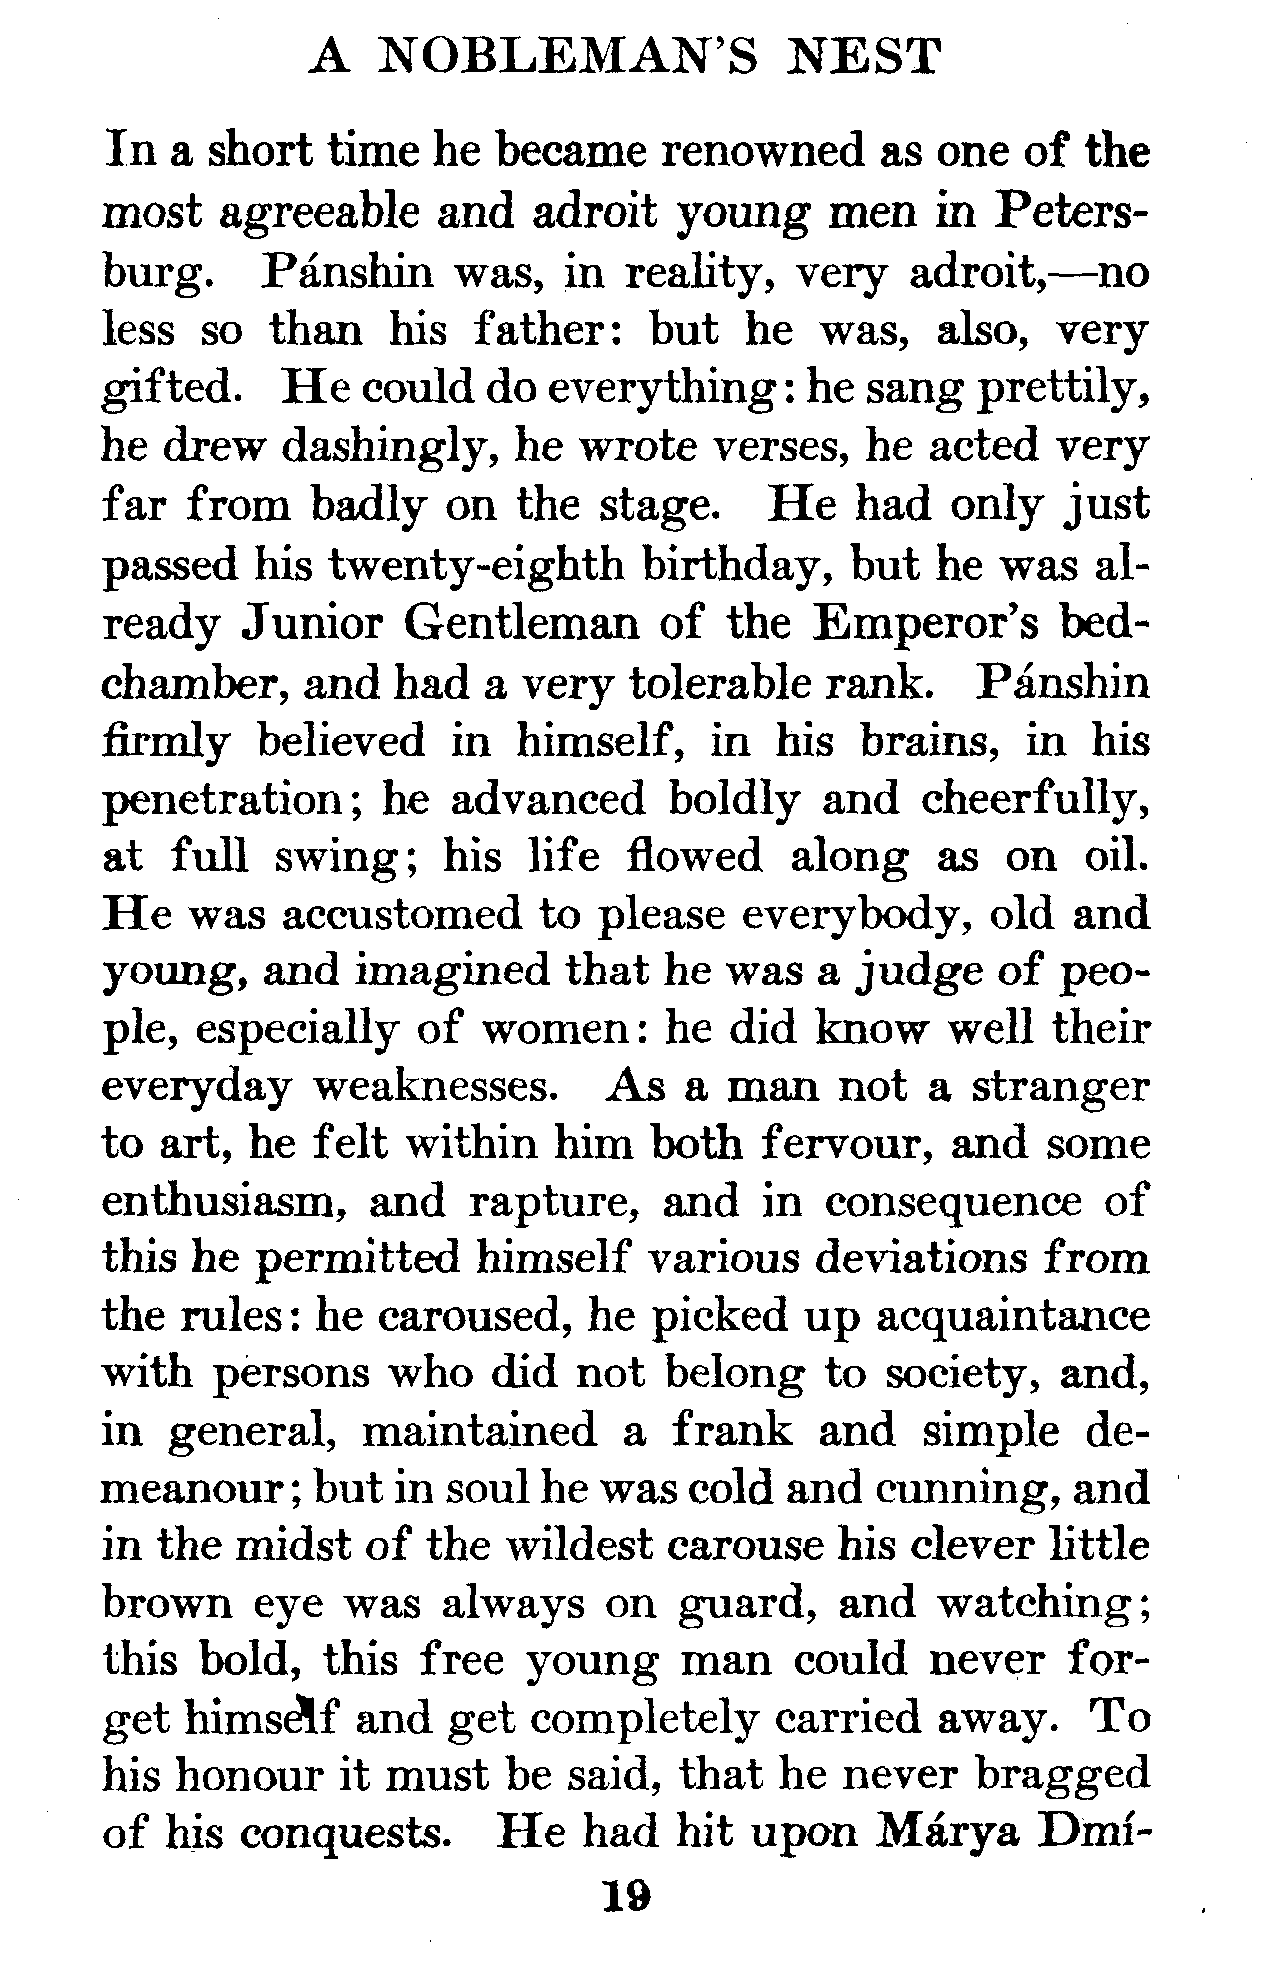 A NOBLEMAN'S NEST
In a short time he became renowned as one of the
most agreeable and adroit young men in Peters-
burg. Pánshin was, in reality, very adroit,—no
less so than his father: but he was, also, very
gifted. He could do everything: he sang prettily,
he drew dashingly, he wrote verses, he acted very
far from badly on the stage. He had only just
passed his twenty-eighth birthday, but he was al-
ready Junior Gentleman of the Emperor's bed-
chamber, and had a very tolerable rank. Pánshin
firmly believed in himself, in his brains, in his
penetration; he advanced boldly and cheerfully,
at full swing; his life flowed along as on oil.
He was accustomed to please everybody, old and
young, and imagined that he was a judge of peo-
ple, especially of women: he did know well their
everyday weaknesses. As a man not a stranger
to art, he felt within him both fervour, and some
enthusiasm, and rapture, and in consequence of
this he permitted himself various deviations from
the rules: he caroused, he picked up acquaintance
with persons who did not belong to society, and,
in general, maintained a frank and simple de-
meanour; but in soul he was cold and cunning, and
in the midst of the wildest carouse his clever little
brown eye was always on guard, and watching;
this bold, this free young man could never for-
get himself and get completely carried away. To
his honour it must be said, that he never bragged
of his conquests. He had hit upon Márya Dmí-
19